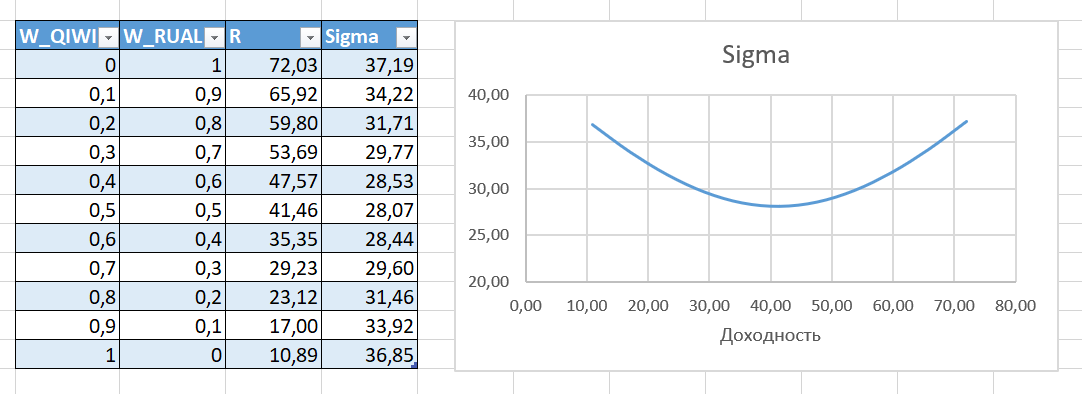 W_QIWI W_RUAL R Sigma
0 1 72,03 37,19
0,1 0,9 65,92 34,22
0,2 0,8 59,80 31,71
0,3 0,7 53,69 29,77
0,4 0,6 47,57 28,53
0,5 0,5 41,46 28,07
0,6 0,4 35,35 28,44
0,7 0,3 29,23 29,60
0,8 0,2 23,12 31,46
0,9 0,1 17,00 33,92
1 0 10,89 36,85
Sigma
40,00
35,00
30,00
25,00
20,00
0,00 10,00 20,00 30,00 40,00 50,00 60,00 70,00 80,00
Доходность